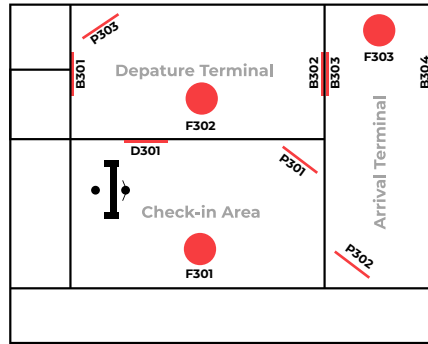 P303
B301
Depature Terminal
F302
B302
B303
F303
B304
D301
P301
Arrival Terminal
Check-in Area
F301
P302